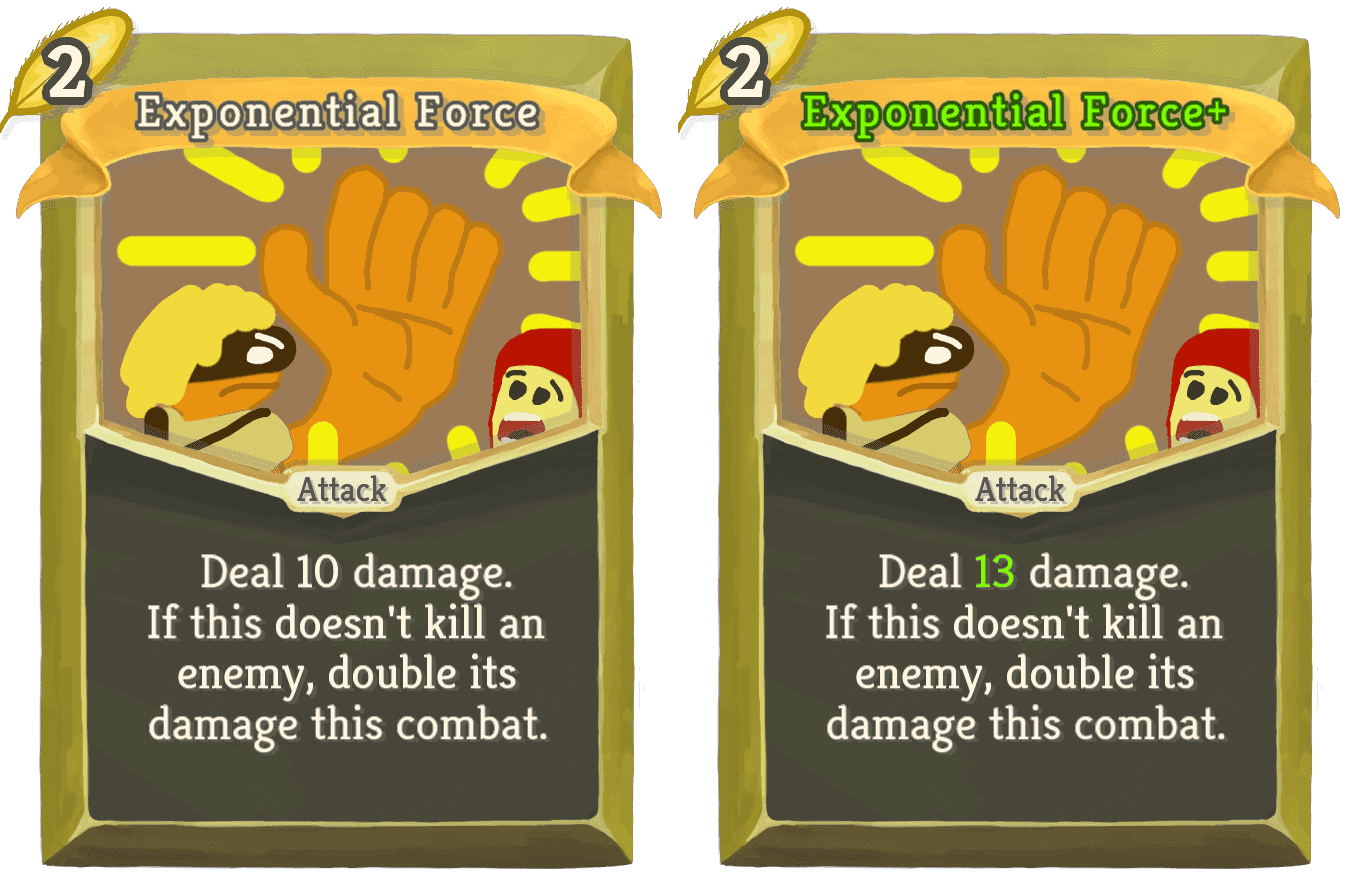 2
Exponential Force
Attack
Deal 10 damage.
If this doesn't kill an
enemy, double its
damage this combat.
2
Exponential Force+
Attack
Deal 13 damage.
If this doesn't kill an
enemy, double its
damage this combat.